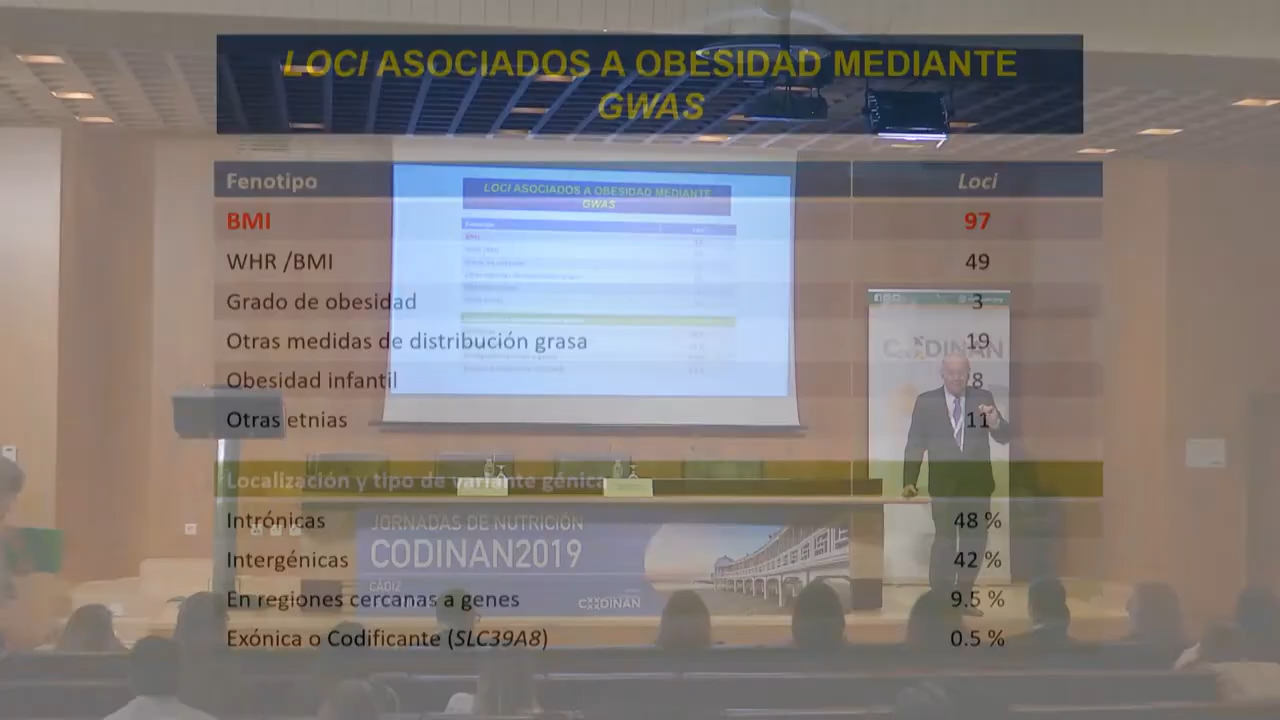 LOCI ASOCIADOS A OBESIDAD MEDIANTE
GWAS
Fenotipo Loci
BMI 97
WHR /BMI 49
Grado de obesidad 3
Otras medidas de distribución grasa 19
Obesidad infantil 8
Otras etnias 11
Localización y tipo de variante génica
Intrónicas 48 %
Intergénicas 42 %
En regiones cercanas a genes 9.5 %
Exónica o Codificante (SLC39A8) 0.5 %
LOCI ASOCIADOS A OBESIDAD MEDIANTE
GWAS
CODINAN
JORNADAS DE NUTRICIÓN
CODINAN2019
CÁDIZ
CODINAN